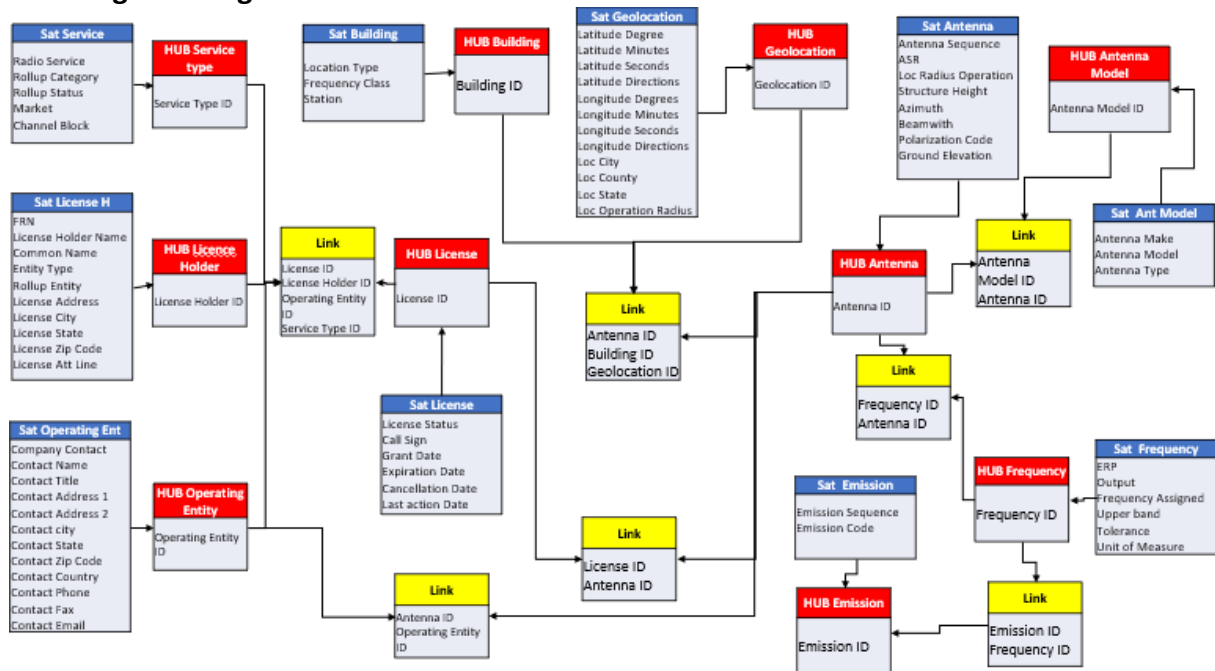 Sat Service
Radio Service
Rollup Category
Rollup Status
Market
Channel Block
HUB Service
type
Service Type ID
Sat Building
Location Type
Frequency Class
Station
HUB Building
Building ID
Sat Geolocation
Latitude Degree
Latitude Minutes
Latitude Seconds
Latitude Directions
Longitude Degrees
Longitude Minutes
Longitude Seconds
Longitude Directions
Loc City
Loc County
Loc State
Loc Operation Radius
HUB
Geolocation
Geolocation ID
Sat Antenna
Antenna Sequence
ASR
Loc Radius Operation
Structure Height
Azimuth
Beamwith
Polarization Code
Ground Elevation
HUB Antenna
Model
Antenna Model ID
Sat License H
FRN
License Holder Name
Common Name
Entity Type
Rollup Entity
License Address
License City
License State
License Zip Code
License Att Line
HUB Licence
Holder
License Holder ID
Link
License ID
License Holder ID
Operating Entity
ID
Service Type ID
HUB License
License ID
Link
Antenna ID
Building ID
Geolocation ID
HUB Antenna
Antenna ID
Link
Antenna
Model ID
Antenna ID
Sat Ant Model
Antenna Make
Antenna Model
Antenna Type
Link
Frequency ID
Antenna ID
Sat License
License Status
Call Sign
Grant Date
Expiration Date
Cancellation Date
Last action Date
Sat Operating Ent
Company Contact
Contact Name
Contact Title
Contact Address 1
Contact Address 2
Contact city
Contact State
Contact Zip Code
Contact Country
Contact Phone
Contact Fax
Contact Email
HUB Operating
Entity
Operating Entity
ID
Link
Antenna ID
Operating Entity
ID
Link
License ID
Antenna ID
Sat Emission
Emission Sequence
Emission Code
HUB Frequency
Frequency ID
Sat Frequency
ERP
Output
Frequency Assigned
Upper band
Tolerance
Unit of Measure
HUB Emission
Emission ID
Link
Emission ID
Frequency ID